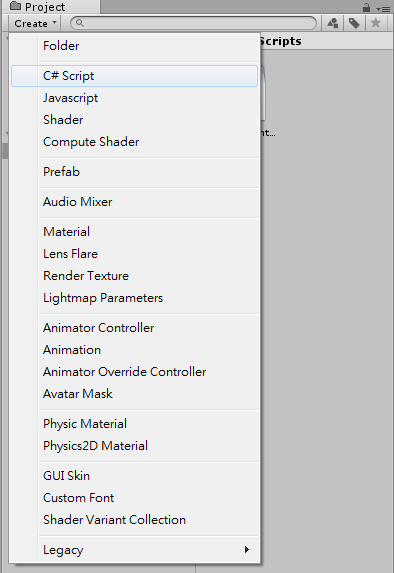 Project
Create
Scripts
Folder
C# Script
Javascript
Shader
Compute Shader
nt...
Prefab
Audio Mixer
Material
Lens Flare
Render Texture
Lightmap Parameters
Animator Controller
Animation
Animator Override Controller
Avatar Mask
Physic Material
Physics2D Material
GUI Skin
Custom Font
Shader Variant Collection
Legacy